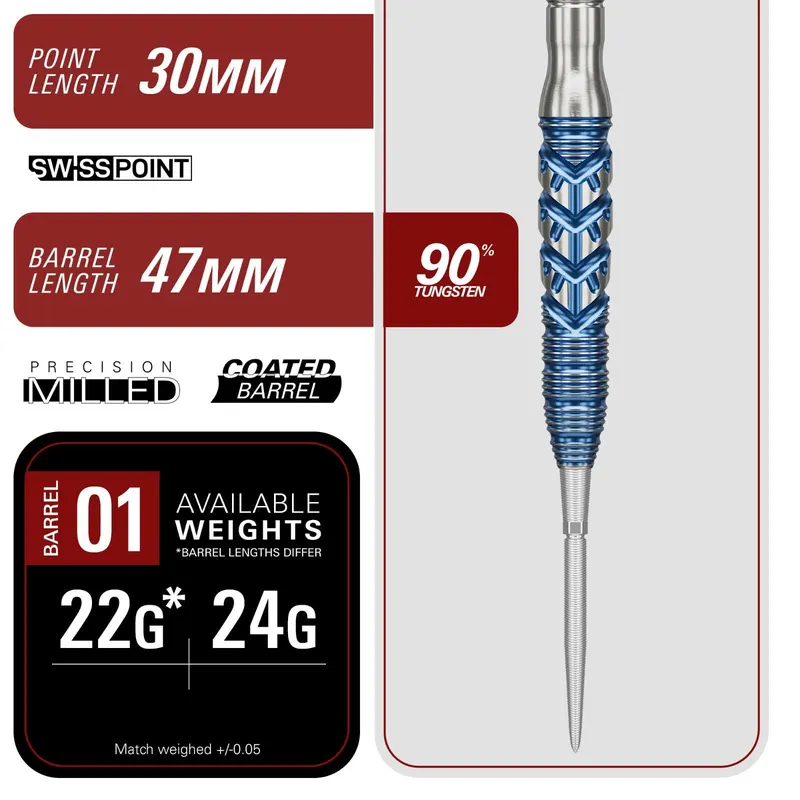 POINT
LENGTH
30MM
SWISSPOINT
BARREL
LENGTH
47MM
90%
TUNGSTEN
PRECISION
MILLED
COATED
BARREL
BARREL
01
AVAILABLE
WEIGHTS
*BARREL LENGTHS DIFFER
22G*
24G
Match weighed +/-0.05